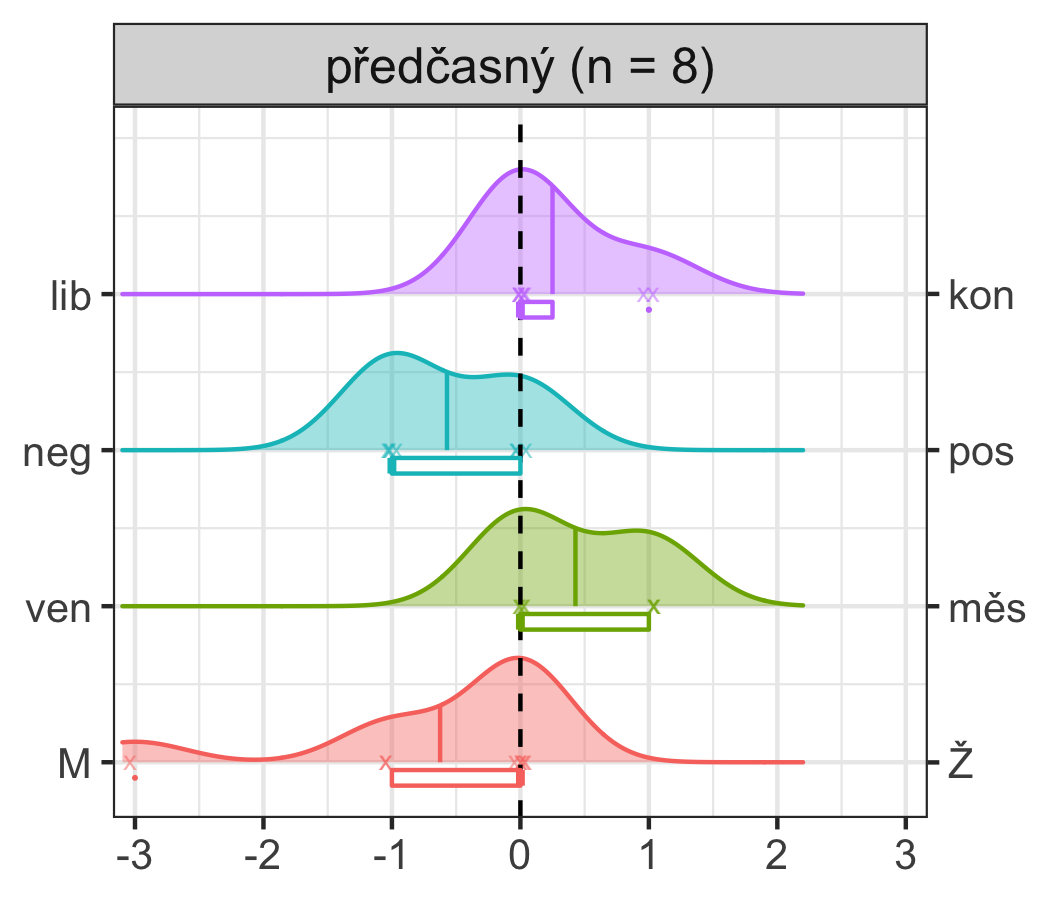 předčasný (n = 8)
lib kon
neg pos
ven měs
M Ž
-3 -2 -1 0 1 2 3